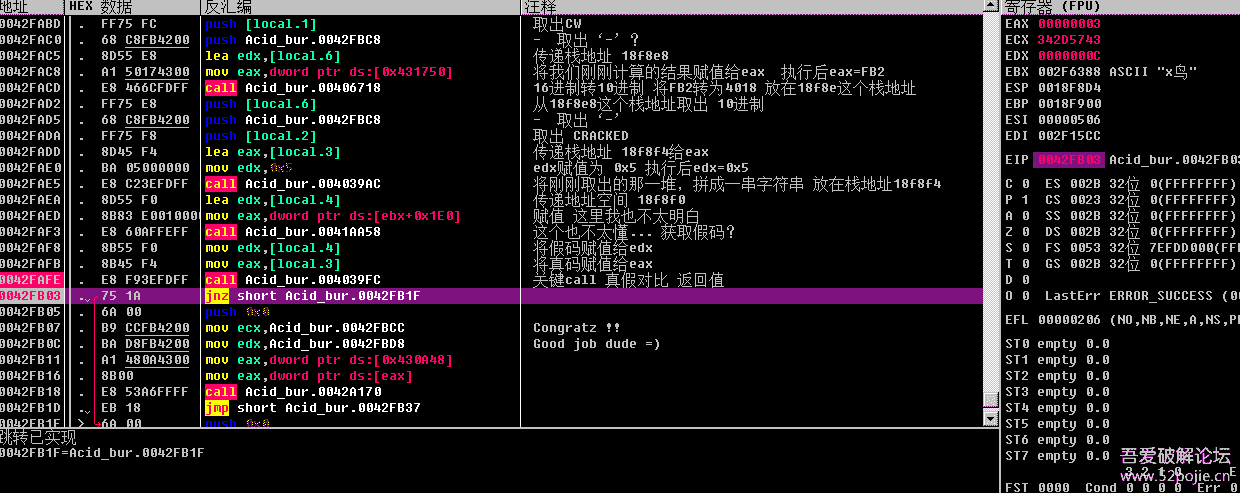 地址 HEX 数据 反汇编 注释 寄存器 (FPU)
0042FABD . FF75 FC push [local.1] 取出CW
0042FAC0 . 68 C8FB4200 push Acid_bur.0042FBC8 - 取出‘-’?
0042FAC5 . 8D55 E8 lea edx,[local.6] 传递栈地址 18f8e8
0042FAC8 . A1 50174300 mov eax,dword ptr ds:[0x431750] 将我们刚刚计算的结果赋值给eax 执行后eax=FB2
0042FACD . E8 466CFDFF call Acid_bur.00406718 16进制转10进制 将FB2转为4018 放在18f8e这个栈地址
0042FAD2 . FF75 E8 push [local.6] 从18f8e8这个栈地址取出 10进制
0042FAD5 . 68 C8FB4200 push Acid_bur.0042FBC8 - 取出‘-’
0042FADA . FF75 F8 push [local.2] 取出 CRACKED
0042FADD . 8D45 F4 lea eax,[local.3] 传递栈地址 18f8f4给eax
0042FAE0 . BA 05000000 mov edx,0x5 edx赋值为 0x5 执行后edx=0x5
0042FAE5 . E8 C23EFDFF call Acid_bur.004039AC 将刚刚取出的那一堆，拼成一串字符串 放在栈地址18f8f4
0042FAEA . 8D55 F0 lea edx,[local.4] 传递地址空间 18f8f0
0042FAED . 8B83 E0010000 mov eax,dword ptr ds:[ebx+0x1E0] 赋值 这里我也不太明白
0042FAF3 . E8 60AFFEFF call Acid_bur.0041AA58 这个也不太懂... 获取假码?
0042FAF8 . 8B55 F0 mov edx,[local.4] 将假码赋值给edx
0042FAFB . 8B45 F4 mov eax,[local.3] 将真码赋值给eax
0042FAFE . E8 F93EFDFF call Acid_bur.004039FC 关键call 真假对比 返回值
0042FB03 . 75 1A jnz short Acid_bur.0042FB1F
0042FB05 . 6A 00 push 0x0
0042FB07 . B9 CCFB4200 mov ecx,Acid_bur.0042FBCC Congratz !!
0042FB0C . BA D8FB4200 mov edx,Acid_bur.0042FBD8 Good job dude =)
0042FB11 . A1 480A4300 mov eax,dword ptr ds:[0x430A48]
0042FB16 . 8B00 mov eax,dword ptr ds:[eax]
0042FB18 . E8 53A6FFFF call Acid_bur.0042A170
0042FB1D . EB 18 jmp short Acid_bur.0042FB37
0042FB1F > 6A 00 push 0x0
跳转已实现
0042FB1F=Acid_bur.0042FB1F
EAX 00000003
ECX 342D5743
EDX 0000000C
EBX 002F6388 ASCII "x鸟"
ESP 0018F8D4
EBP 0018F900
ESI 00000506
EDI 002F15CC
EIP 0042FB03 Acid_bur.0042FB03
C 0 ES 002B 32位 0(FFFFFFFF)
P 1 CS 0023 32位 0(FFFFFFFF)
A 0 SS 002B 32位 0(FFFFFFFF)
Z 0 DS 002B 32位 0(FFFFFFFF)
S 0 FS 0053 32位 7EFDD000(FFF
T 0 GS 002B 32位 0(FFFFFFFF)
D 0
O 0 LastErr ERROR_SUCCESS (00
EFL 00000206 (NO,NB,NE,A,NS,PE
ST0 empty 0.0
ST1 empty 0.0
ST2 empty 0.0
ST3 empty 0.0
ST4 empty 0.0
ST5 empty 0.0
ST6 empty 0.0
ST7 empty 0.0
3 2 1 0 E
FST 0000 Cond 0 0 0 0 Err 0
吾爱破解论坛
www.52pojie.cn